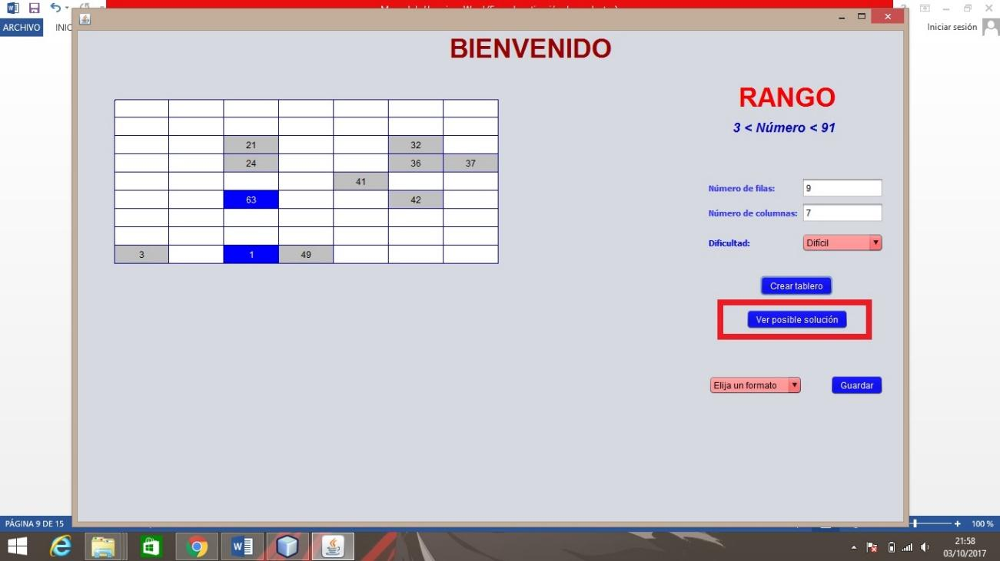 ARCHIVO
Iniciar sesión
BIENVENIDO
RANGO
3 < Número < 91
21 32
24 36 37
41
63 42
3 1 49
Número de filas: 9
Número de columnas: 7
Dificultad: Difícil
Crear tablero
Ver posible solución
Elija un formato Guardar
PÁGINA 9 DE 15
100 %
21:58
03/10/2017